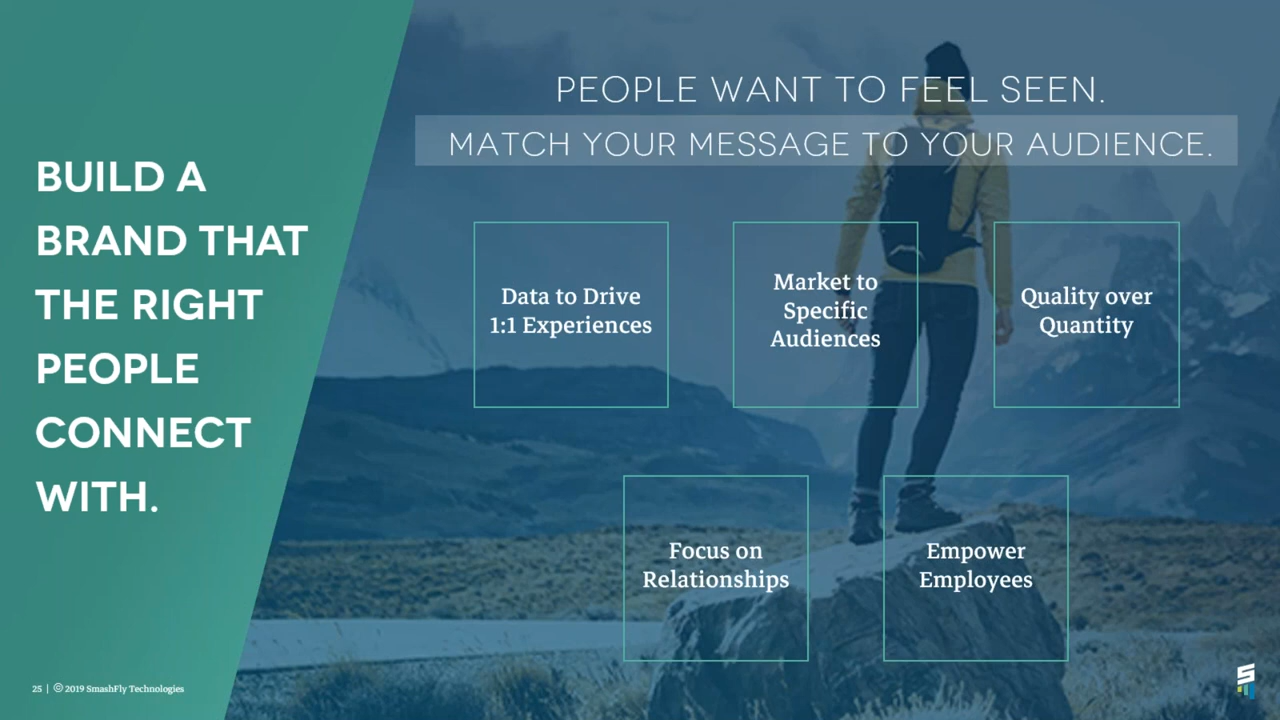 BUILD A
BRAND THAT
THE RIGHT
PEOPLE
CONNECT
WITH.
PEOPLE WANT TO FEEL SEEN.
MATCH YOUR MESSAGE TO YOUR AUDIENCE.
Data to Drive
1:1 Experiences
Market to
Specific
Audiences
Quality over
Quantity
Focus on
Relationships
Empower
Employees
25 | © 2019 SmashFly Technologies